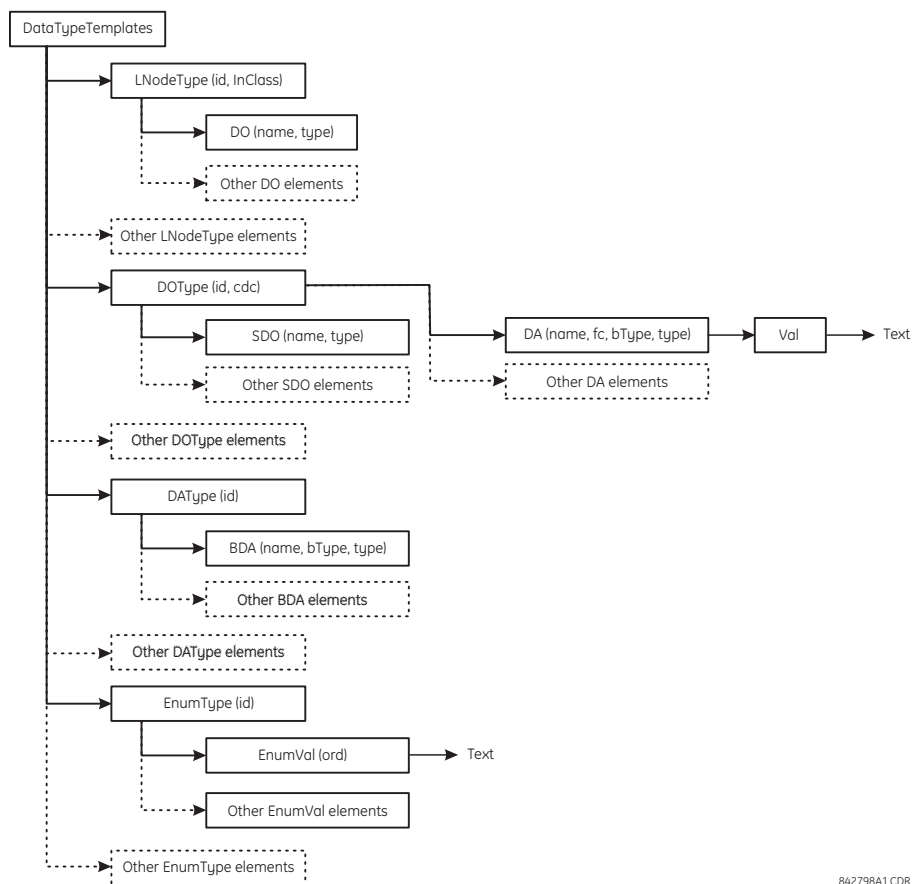 DataTypeTemplates
LNodeType (id, InClass)
DO (name, type)
Other DO elements
Other LNodeType elements
DOType (id, cdc)
SDO (name, type)
DA (name, fc, bType, type)
Val
Text
Other SDO elements
Other DA elements
Other DOType elements
DAType (id)
BDA (name, bType, type)
Other BDA elements
Other DAType elements
EnumType (id)
EnumVal (ord)
Text
Other EnumVal elements
Other EnumType elements
842798A1.CDR